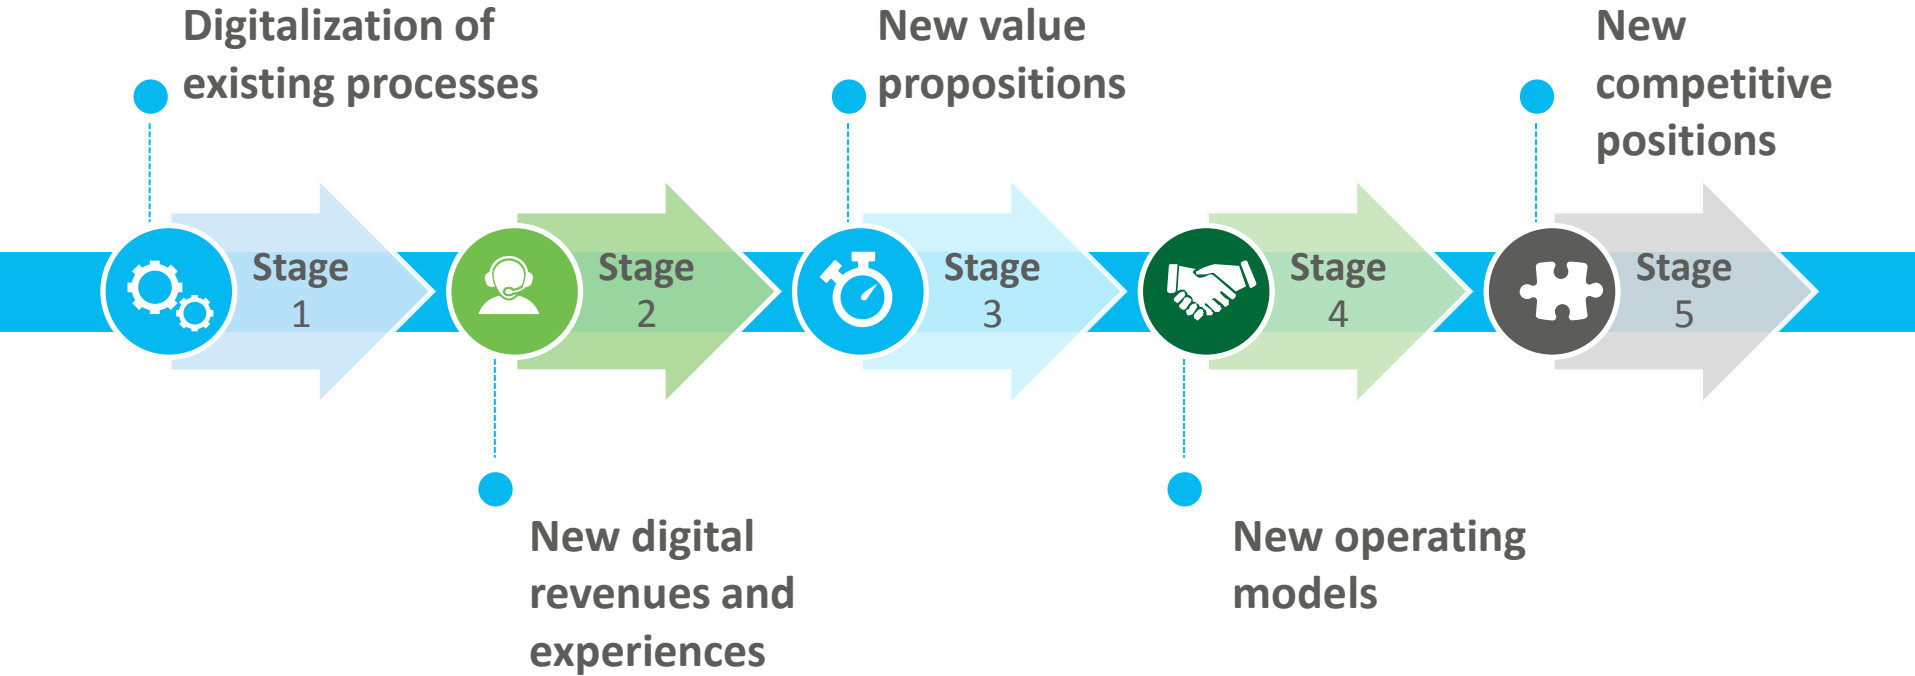 Digitalization of
existing processes
New value
propositions
New
competitive
positions
Stage
1
Stage
2
Stage
3
Stage
4
Stage
5
New digital
revenues and
experiences
New operating
models